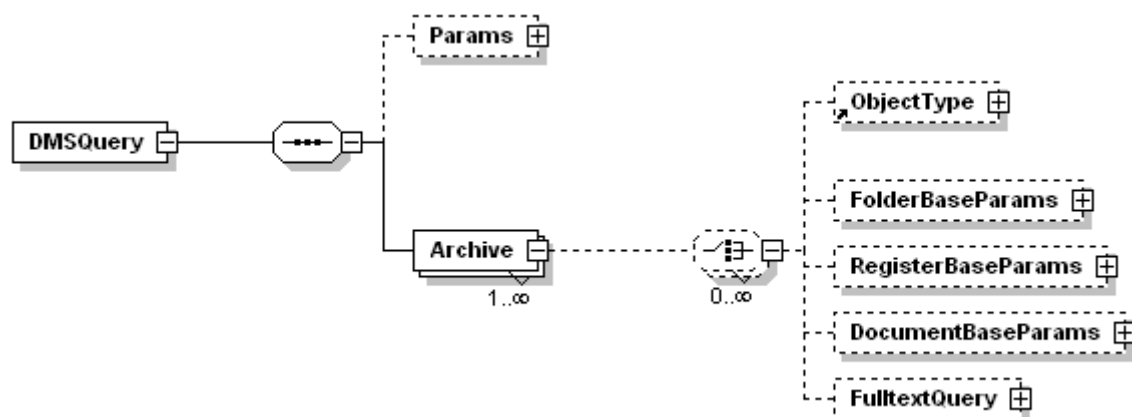 Params
ObjectType
DMSQuery
FolderBaseParams
Archive
1..∞
0..∞
RegisterBaseParams
DocumentBaseParams
FulltextQuery